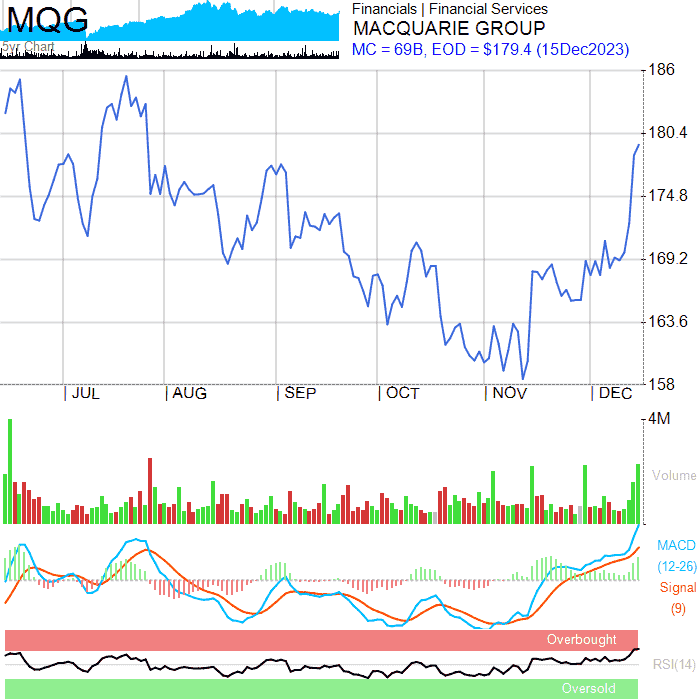 MQG
5yr Chart
Financials | Financial Services
MACQUARIE GROUP
MC = 69B, EOD = $179.4 (15Dec2023)
186
180.4
174.8
169.2
163.6
158
| JUL | AUG | SEP | OCT | NOV | DEC
4M
Volume
MACD
(12-26)
Signal
(9)
Overbought
RSI(14)
Oversold